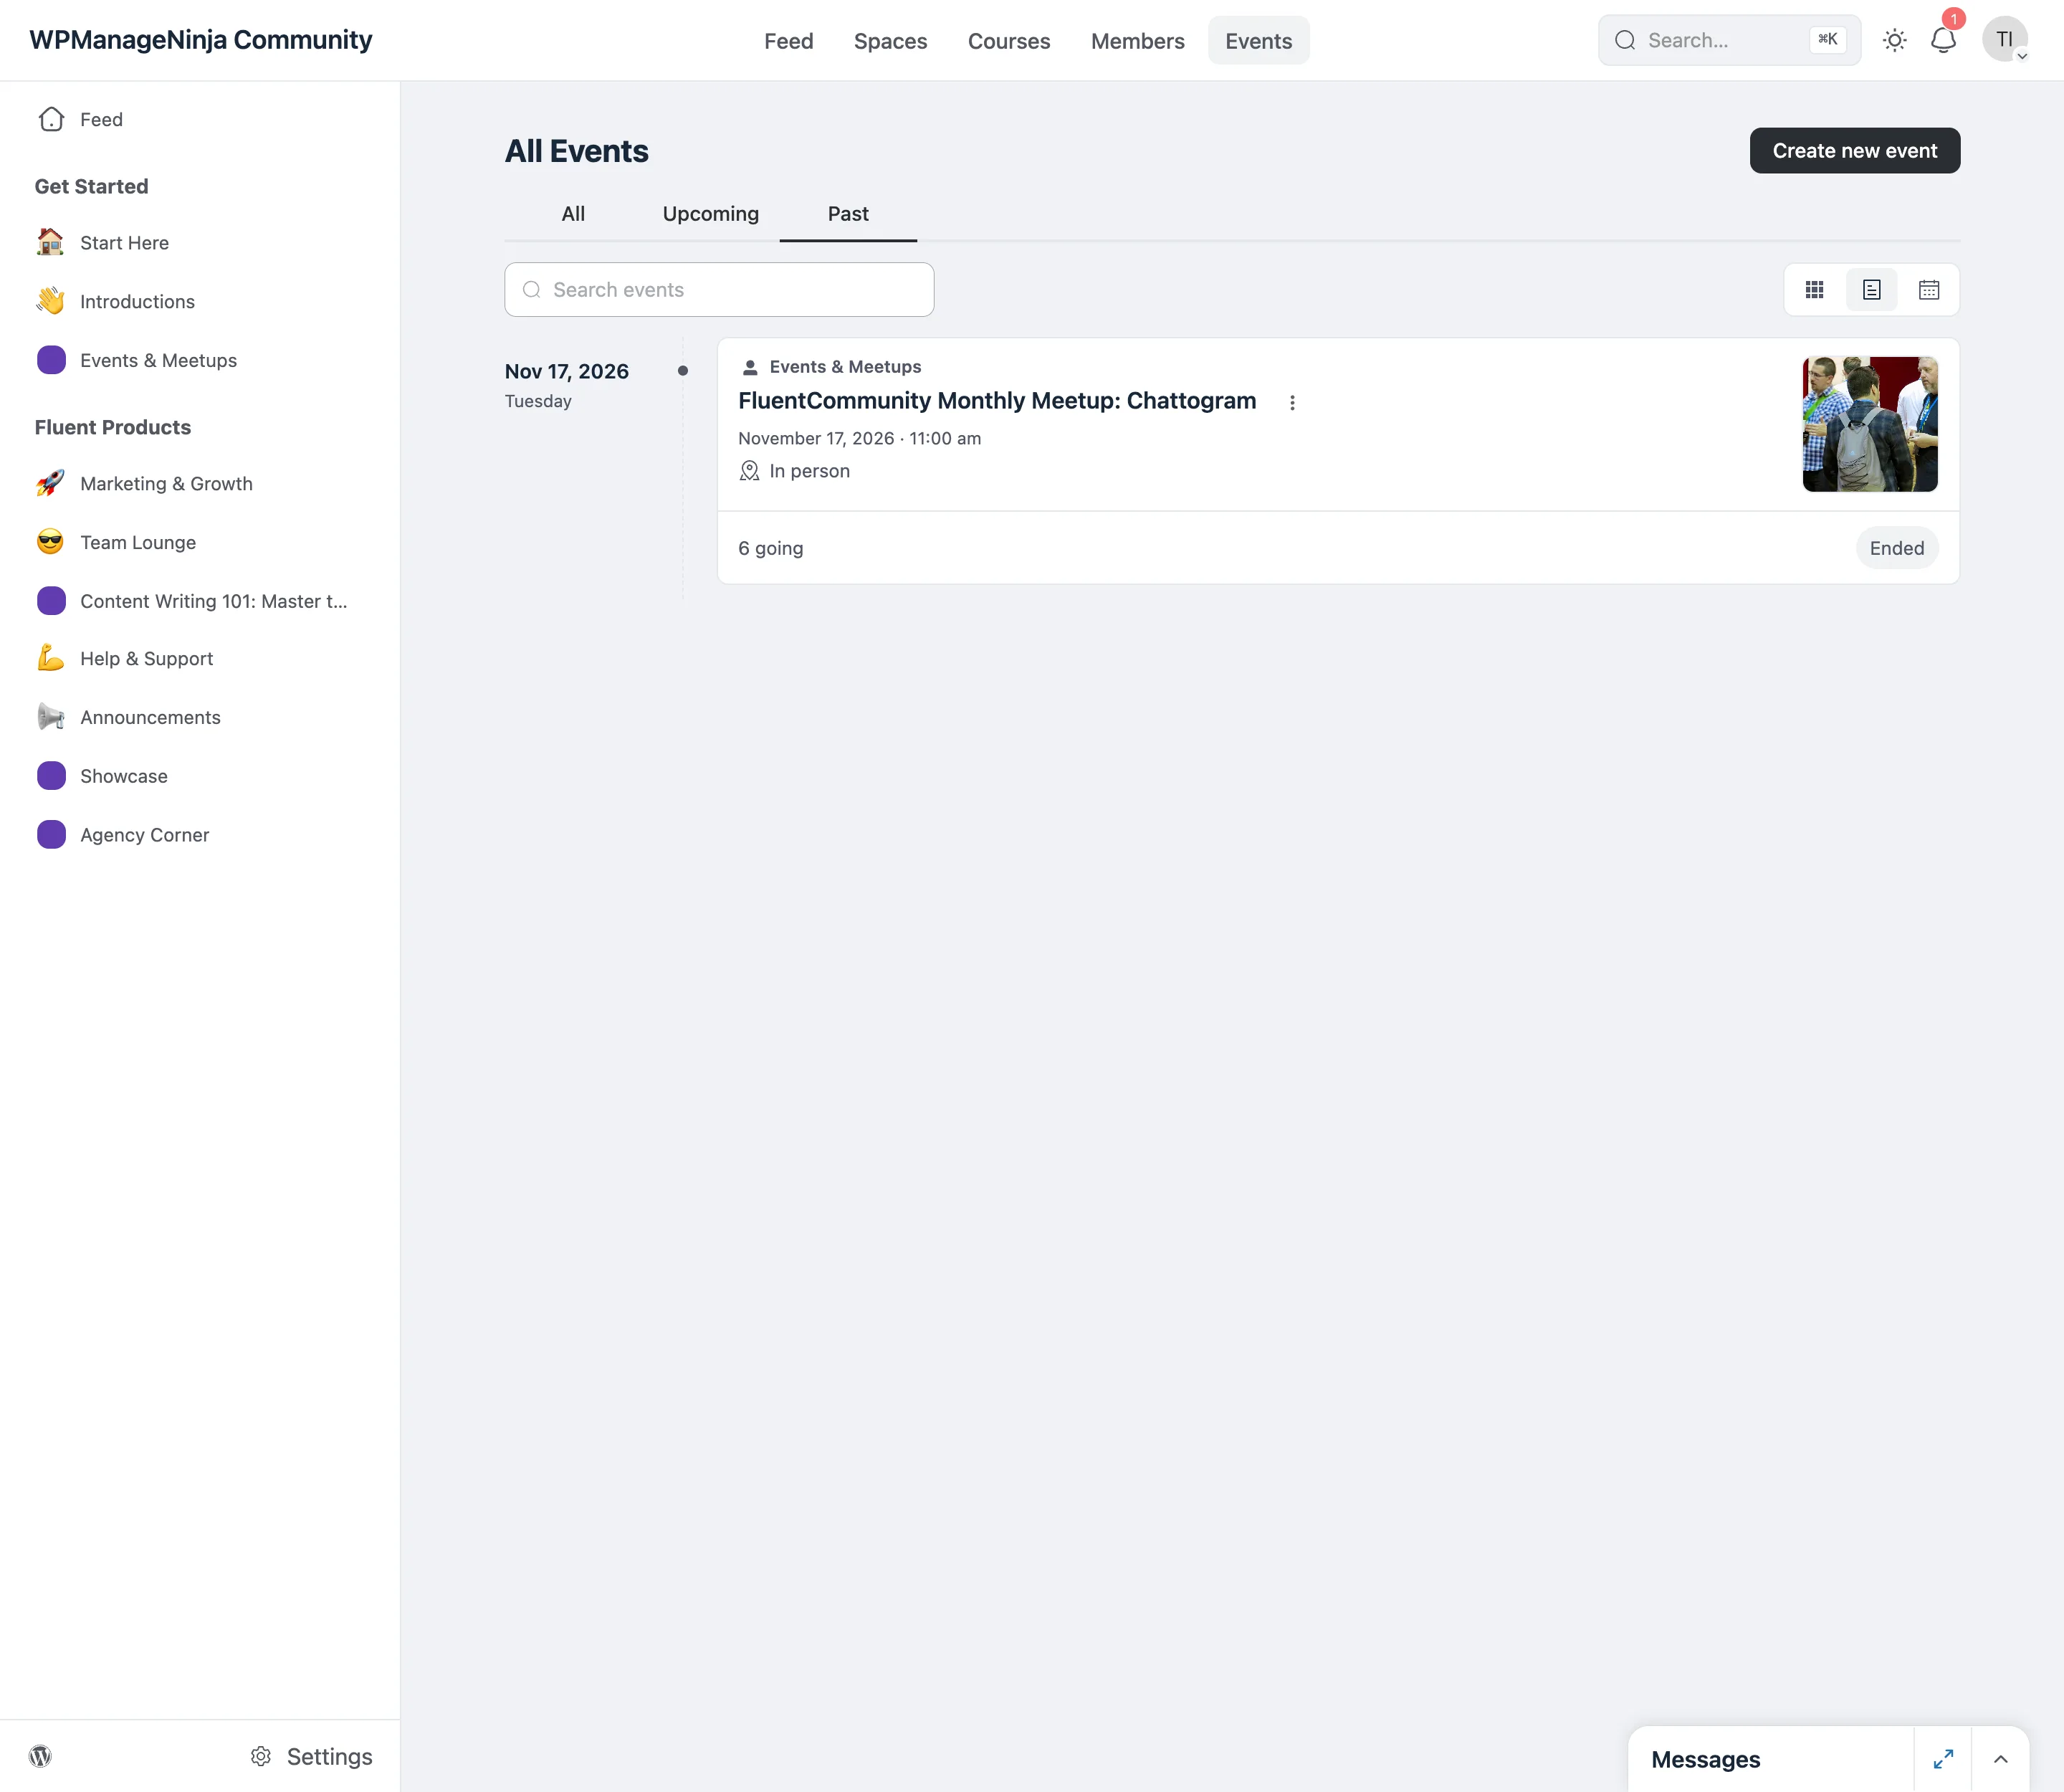 WPManageNinja Community
Feed
Spaces
Courses
Members
Events
Search...
⌘K
1
TI
Feed
Get Started
Start Here
Introductions
Events & Meetups
Fluent Products
Marketing & Growth
Team Lounge
Content Writing 101: Master t...
Help & Support
Announcements
Showcase
Agency Corner
Settings
All Events
Create new event
All
Upcoming
Past
Search events
Nov 17, 2026
Tuesday
Events & Meetups
FluentCommunity Monthly Meetup: Chattogram
November 17, 2026 · 11:00 am
In person
6 going
Ended
Messages